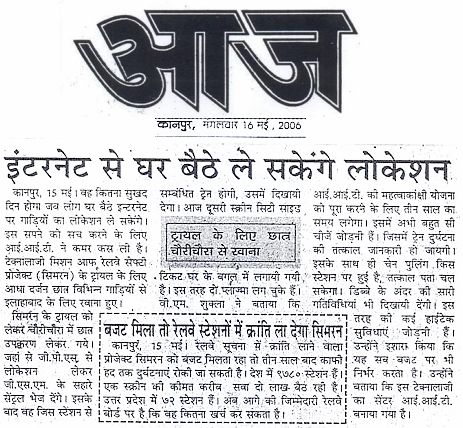 आज
कानपुर, मंगलवार 16 मई , 2006
इंटरनेट से घर बैठे ले सकेंगे लोकेशन
कानपुर, 15 मई। वह कितना सुखद
दिन होगा जब लोग घर बैठे इन्टरनेट
पर गाड़ियों का लोकेशन ले सकेंगे।
इस सपने को सच करने के लिए
आई.आई.टी. ने कमर कस ली है।
टेक्नालाजी मिशन आफ रेलवे सेफ्टी
प्रोजेक्ट (सिमरन) के ट्रायल के लिए
आधा दर्जन छात्र विभिन्न गाड़ियों से
इलाहाबाद के लिए रवाना हुए।
सिमरन के ट्रायल को
लेकर चौरीचौरा में छात्र
उपकरण लेकर गये।
जहां से जी.पी.एस. से
लोकेशन लेकर
जी.एस.एम. के सहारे
सेंट्रल भेज देंगे। इसके
बाद वह जिस स्टेशन से
सम्बंधित ट्रेन होगी, उसमें दिखायी
देगा। आज दूसरी स्क्रीन सिटी साइड
ट्रायल के लिए छात्र
चौरीचौरा से रवाना
टिकट घर के बगल में लगायी गयी
है। इस तरह दो प्लाज्मा लग चुके हैं।
वी.एम. शुक्ला ने बताया कि
आई.आई.टी. की महत्वाकांक्षी योजना
को पूरा करने के लिए तीन साल का
समय लगेगा। इसमें अभी बहुत सी
चीजें जोड़नी हैं। जिसमें ट्रेन दुर्घटना
की तत्काल जानकारी हो जायगी।
इसके साथ ही चेन पुलिंग किस
स्टेशन पर हुई है, तत्काल पता चल
सकेगा। डिब्बे के अंदर की सारी
गतिविधियां भी दिखायी देंगी। इस
तरह की कई हाईटेक
सुविधाएं जोड़नी हैं।
उन्होंने इशारा किया कि
यह सब बजट पर भी
निर्भर करता है। उन्होंने
बताया कि इस टेक्नालाजी
का सेंटर आई.आई.टी.
बनाया गया है।
बजट मिला तो रेलवे स्टेशनों में क्रांति ला देगा सिमरन
कानपुर, 15 मई। रेलवे सूचना में क्रांति लाने वाला
प्रोजेक्ट सिमरन को बजट मिलता रहा तो तीन साल बाद काफी
हद तक दुर्घटनाएं रोकी जा सकती है। देश में ९७८० स्टेशन हैं।
एक स्क्रीन की कीमत करीब सवा दो लाख बैठ रही है।
उत्तर प्रदेश में ७२ स्टेशन हैं। अब आगे की जिम्मेदारी रेलवे
बोर्ड पर है कि वह कितना खर्च कर सकता है।